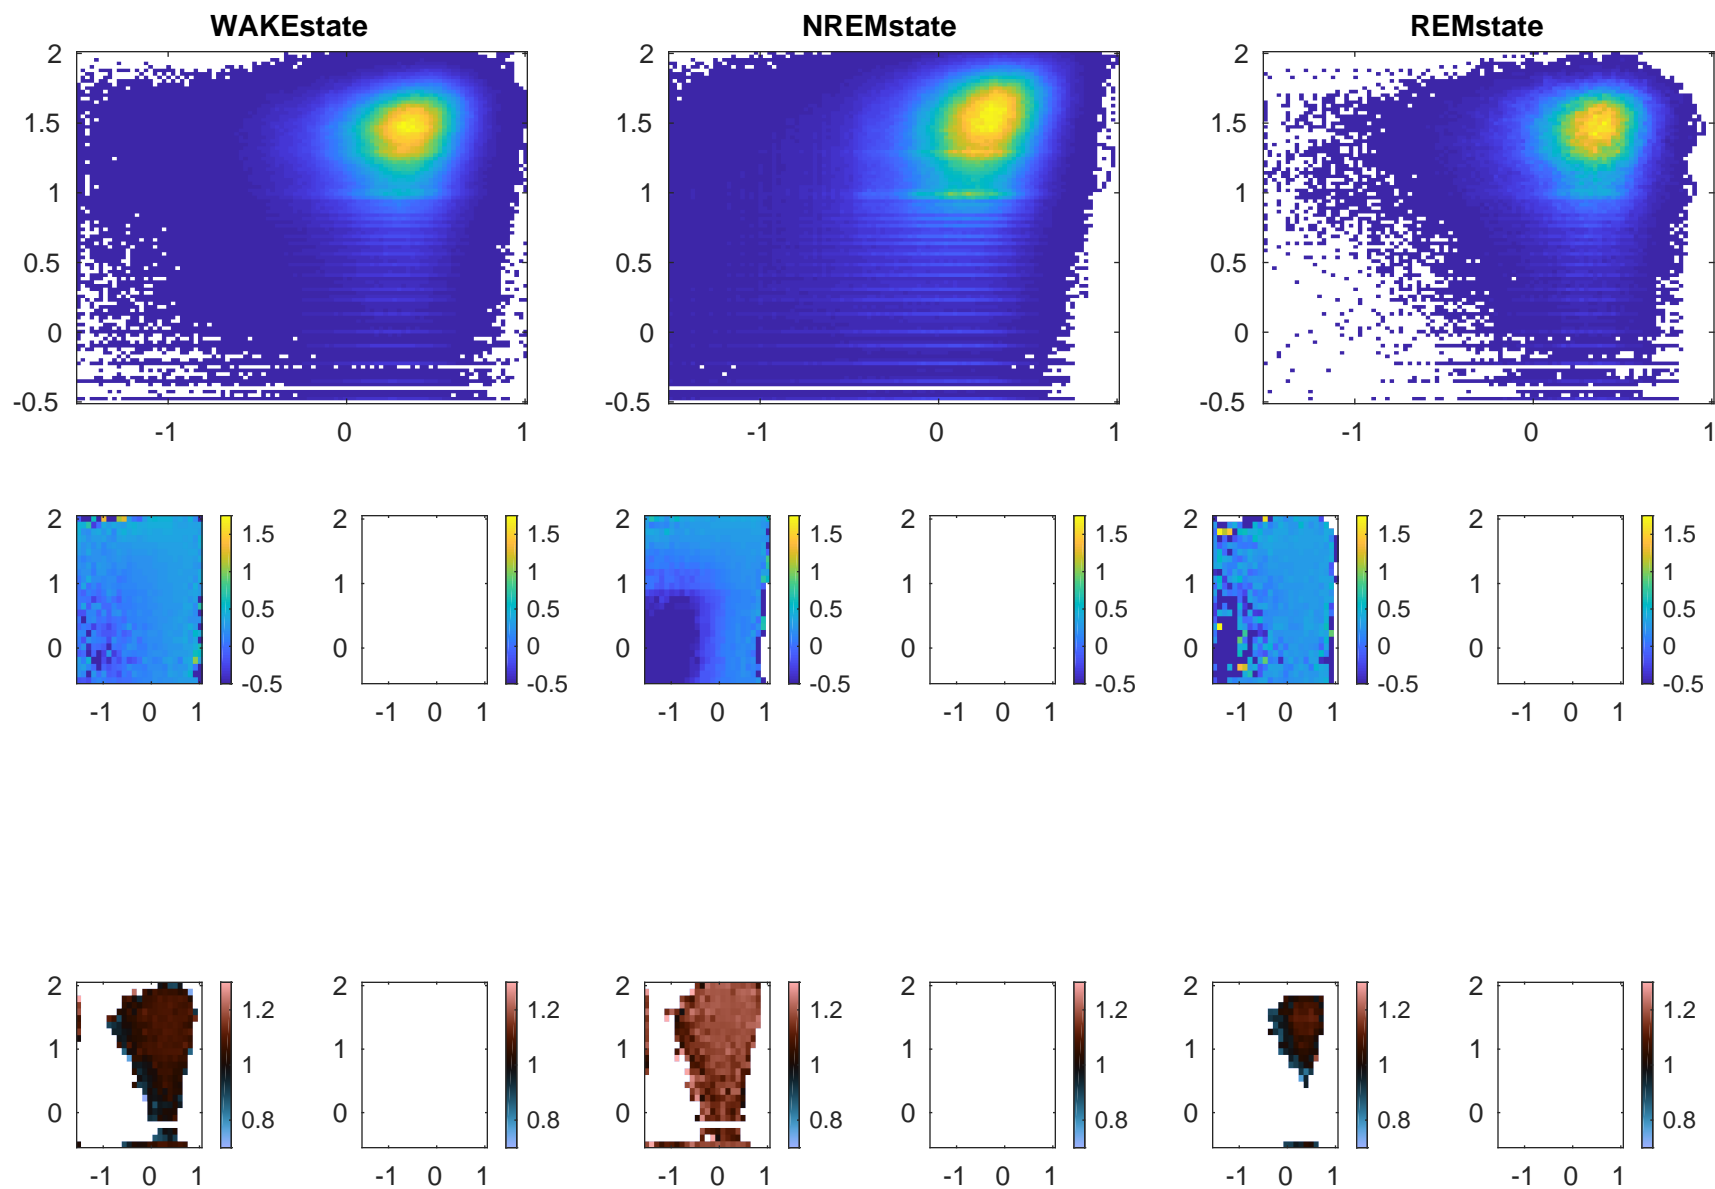 WAKEstate NREMstate REMstate
2 2 2
1.5 1.5 1.5
1 1 1
0.5 0.5 0.5
0 0 0
-0.5 -0.5 -0.5
-1 0 1 -1 0 1 -1 0 1
2 1.5 2 1.5 2 1.5 2 1.5 2 1.5 2 1.5
1 1 1 1 1 1 1 1 1 1 1 1
0.5 0.5 0.5 0.5 0.5 0.5
0 0 0 0 0 0 0 0 0 0 0 0
-0.5 -0.5 -0.5 -0.5 -0.5 -0.5
-1 0 1 -1 0 1 -1 0 1 -1 0 1 -1 0 1 -1 0 1
2 1.2 2 1.2 2 1.2 2 1.2 2 1.2 2 1.2
1 1 1 1 1 1 1 1 1 1 1 1
0 0.8 0 0.8 0 0.8 0 0.8 0 0.8 0 0.8
-1 0 1 -1 0 1 -1 0 1 -1 0 1 -1 0 1 -1 0 1